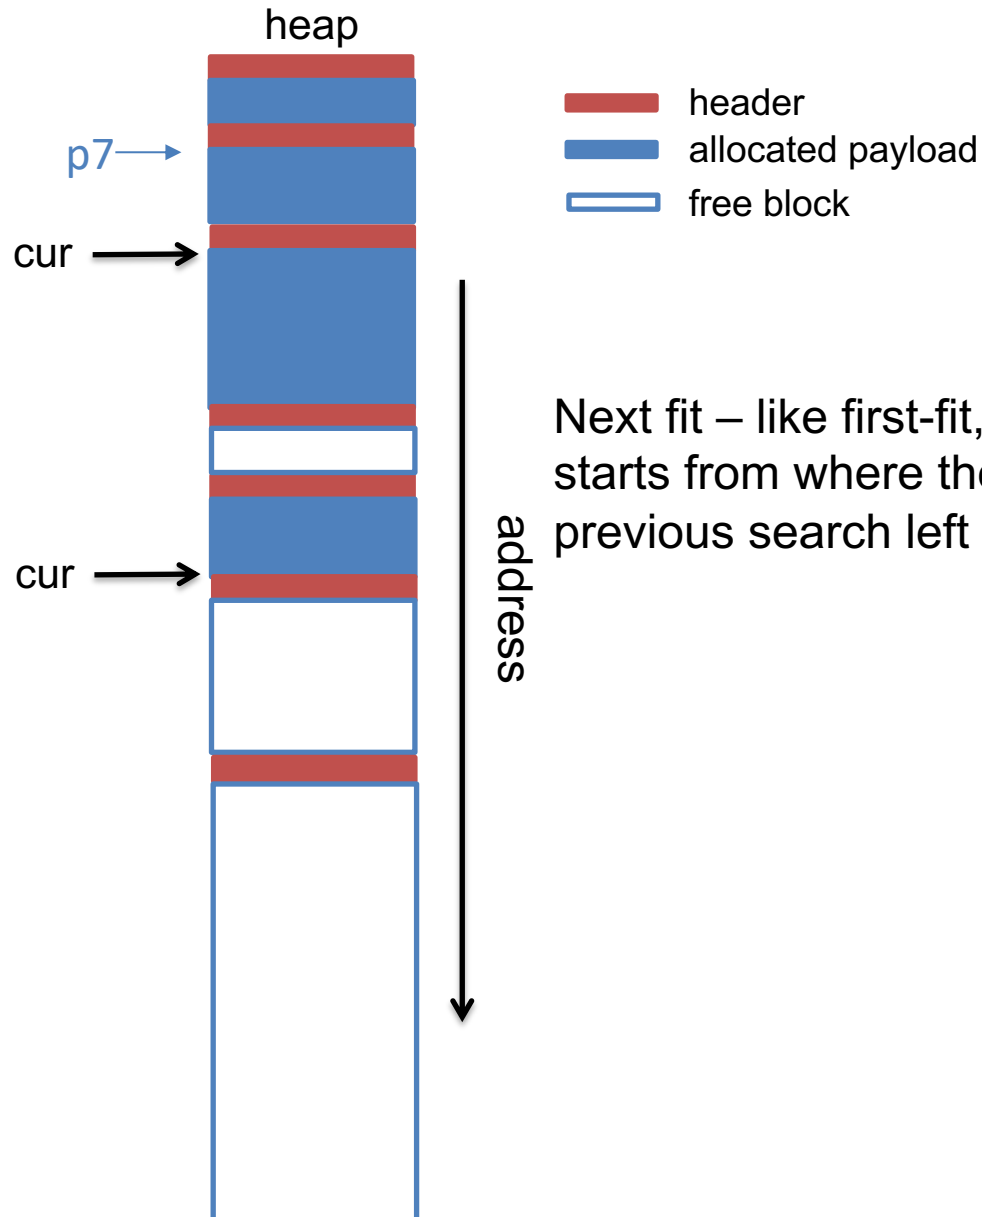 heap
header
allocated payload
free block
p7
cur
Next fit – like first-fit,
starts from where the
previous search left
address
cur